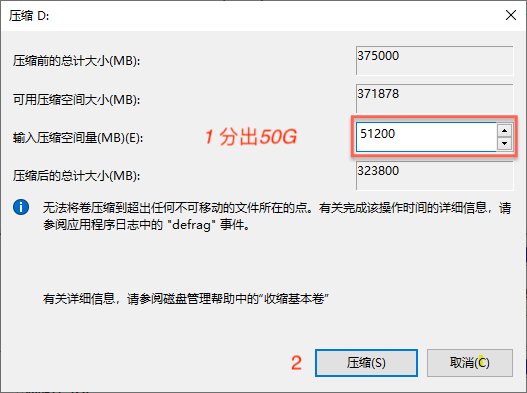 压缩 D:
压缩前的总计大小(MB):
375000
可用压缩空间大小(MB):
371878
输入压缩空间量(MB)(E):
1 分出50G
51200
压缩后的总计大小(MB):
323800
无法将卷压缩到超出任何不可移动的文件所在的点。有关完成该操作时间的详细信息，请
参阅应用程序日志中的 "defrag" 事件。
有关详细信息，请参阅磁盘管理帮助中的“收缩基本卷”
2
压缩(S)
取消(C)